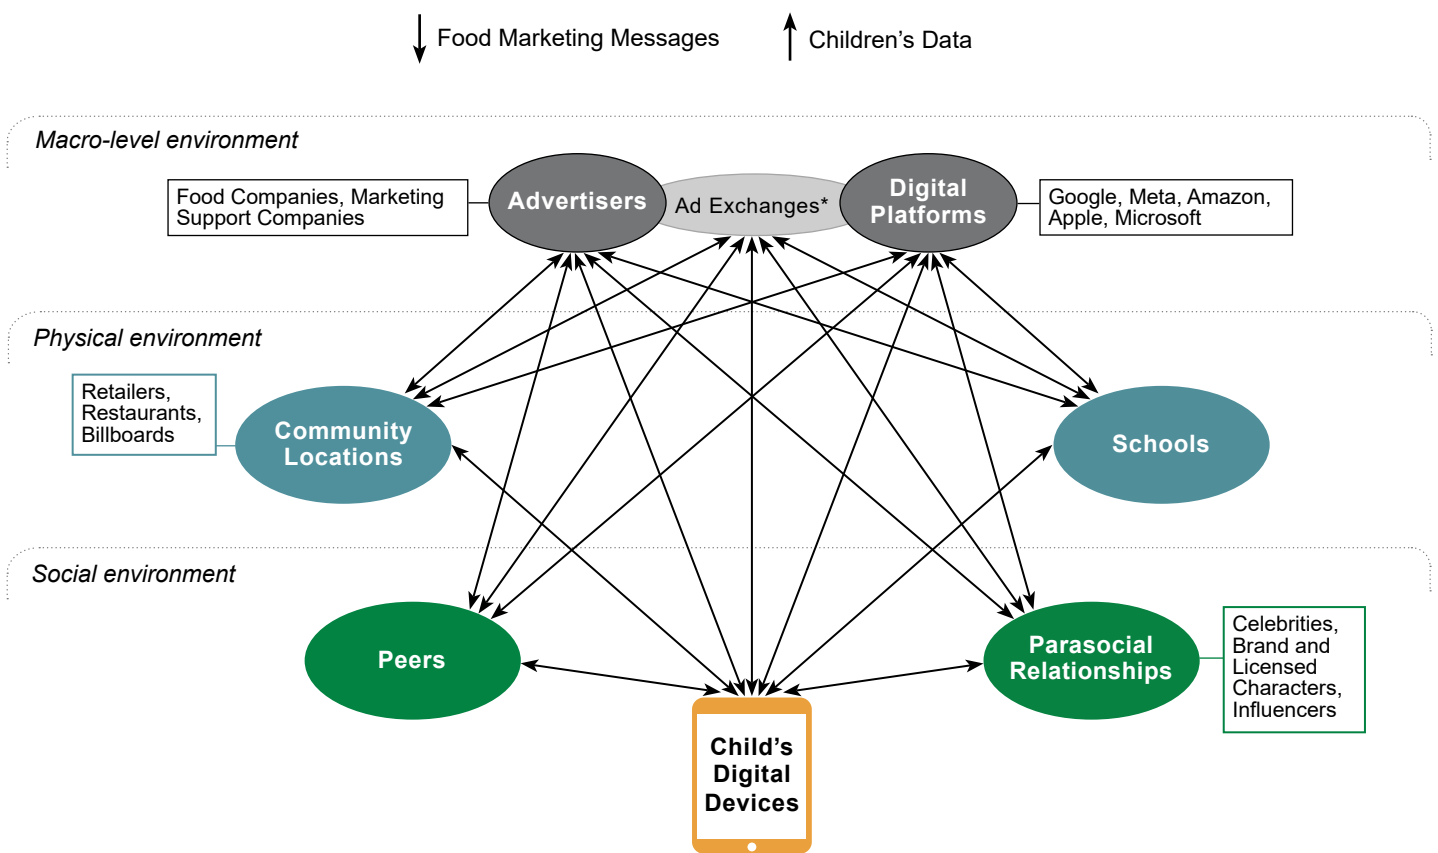 Food Marketing Messages
Children’s Data
Macro-level environment
Food Companies, Marketing
Support Companies
Advertisers
Ad Exchanges*
Digital
Platforms
Google, Meta, Amazon,
Apple, Microsoft
Physical environment
Retailers,
Restaurants,
Billboards
Community
Locations
Schools
Social environment
Peers
Parasocial
Relationships
Celebrities,
Brand and
Licensed
Characters,
Influencers
Child’s
Digital
Devices